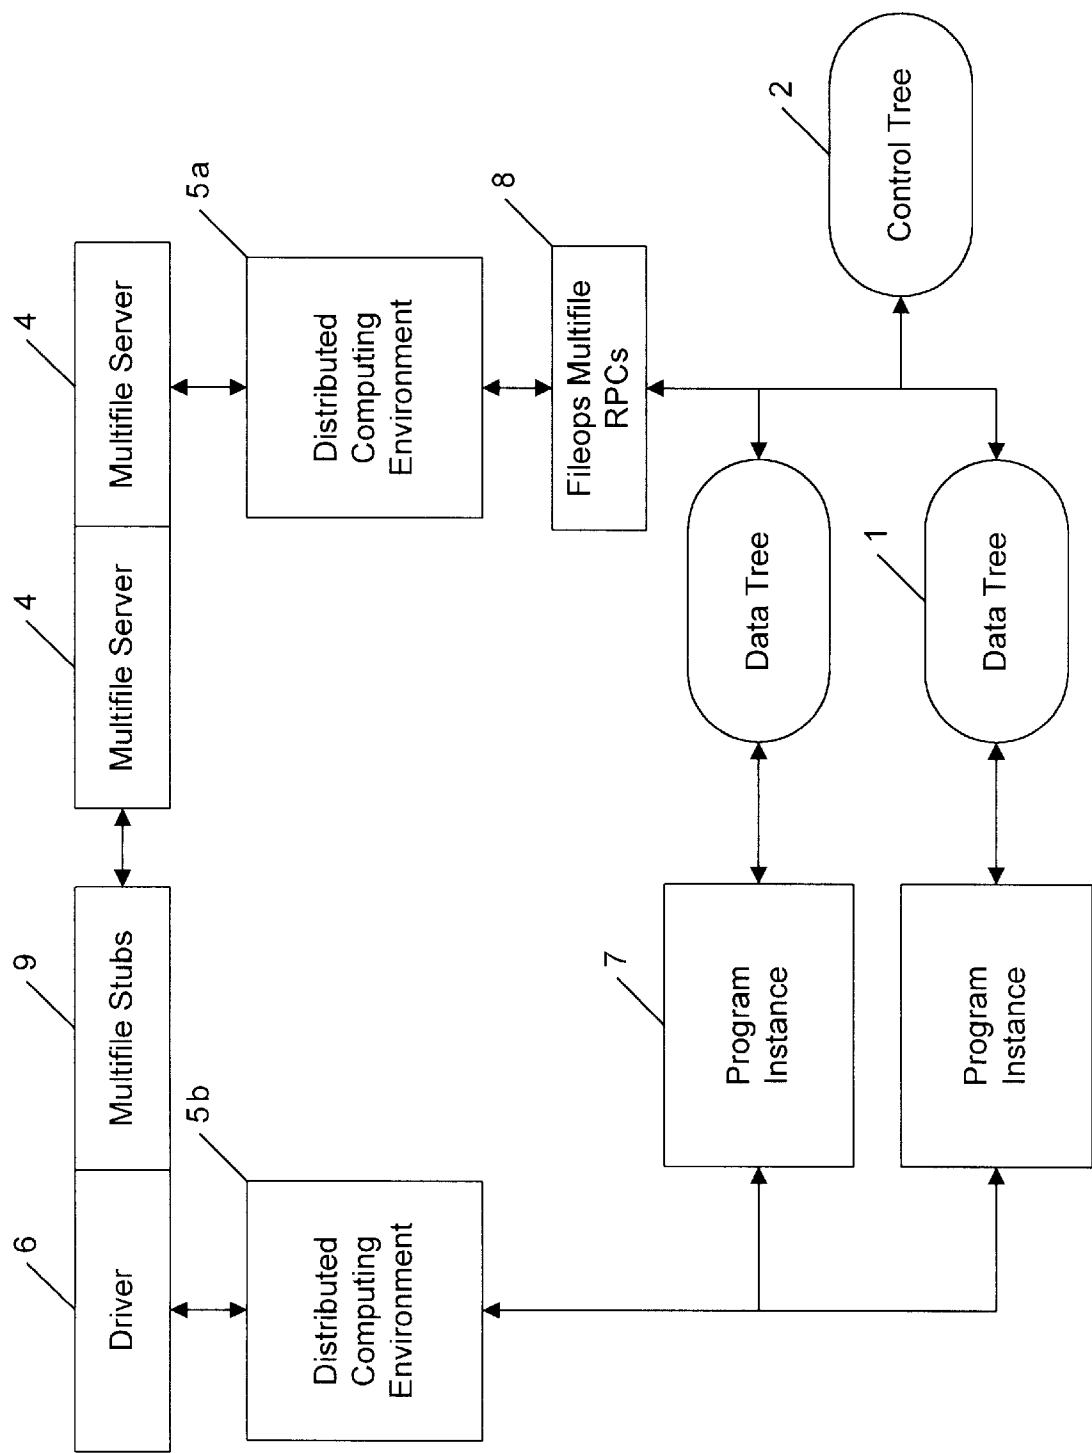 6
9
4
4
Driver
Multifile Stubs
Multifile Server
Multifile Server
5b
5a
Distributed
Computing
Environment
Distributed
Computing
Environment
8
Fileops Multifile
RPCs
7
Program
Instance
Data Tree
2
Control Tree
1
Program
Instance
Data Tree